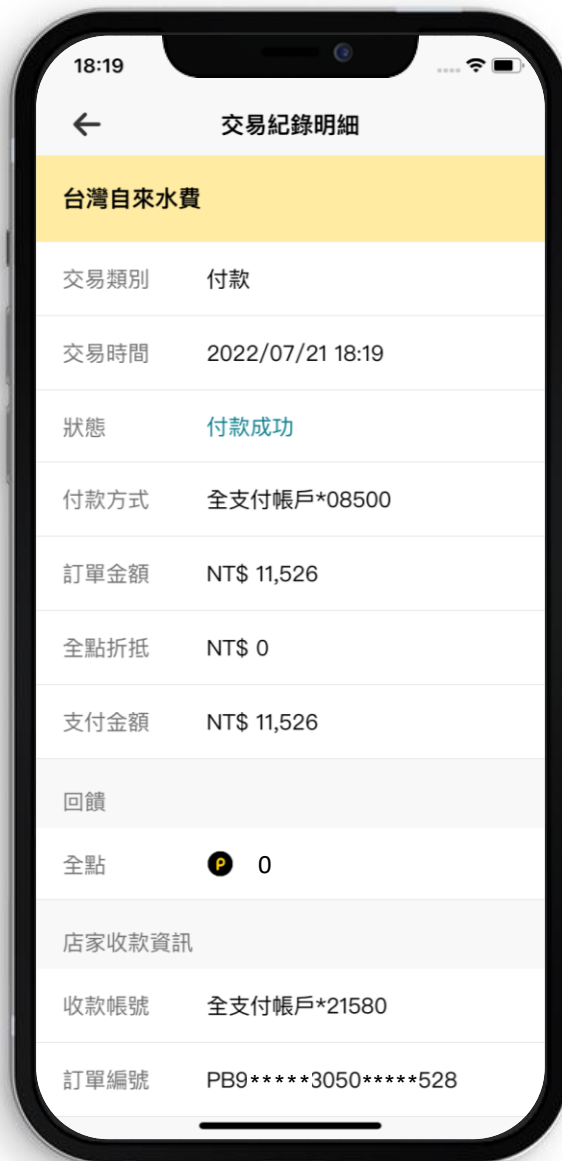 18:19
交易紀錄明細
台灣自來水費
交易類別 付款
交易時間 2022/07/21 18:19
狀態 付款成功
付款方式 全支付帳戶*08500
訂單金額 NT$ 11,526
全點折抵 NT$ 0
支付金額 NT$ 11,526
回饋
全點 P 0
店家收款資訊
收款帳號 全支付帳戶*21580
訂單編號 PB9*****3050*****528